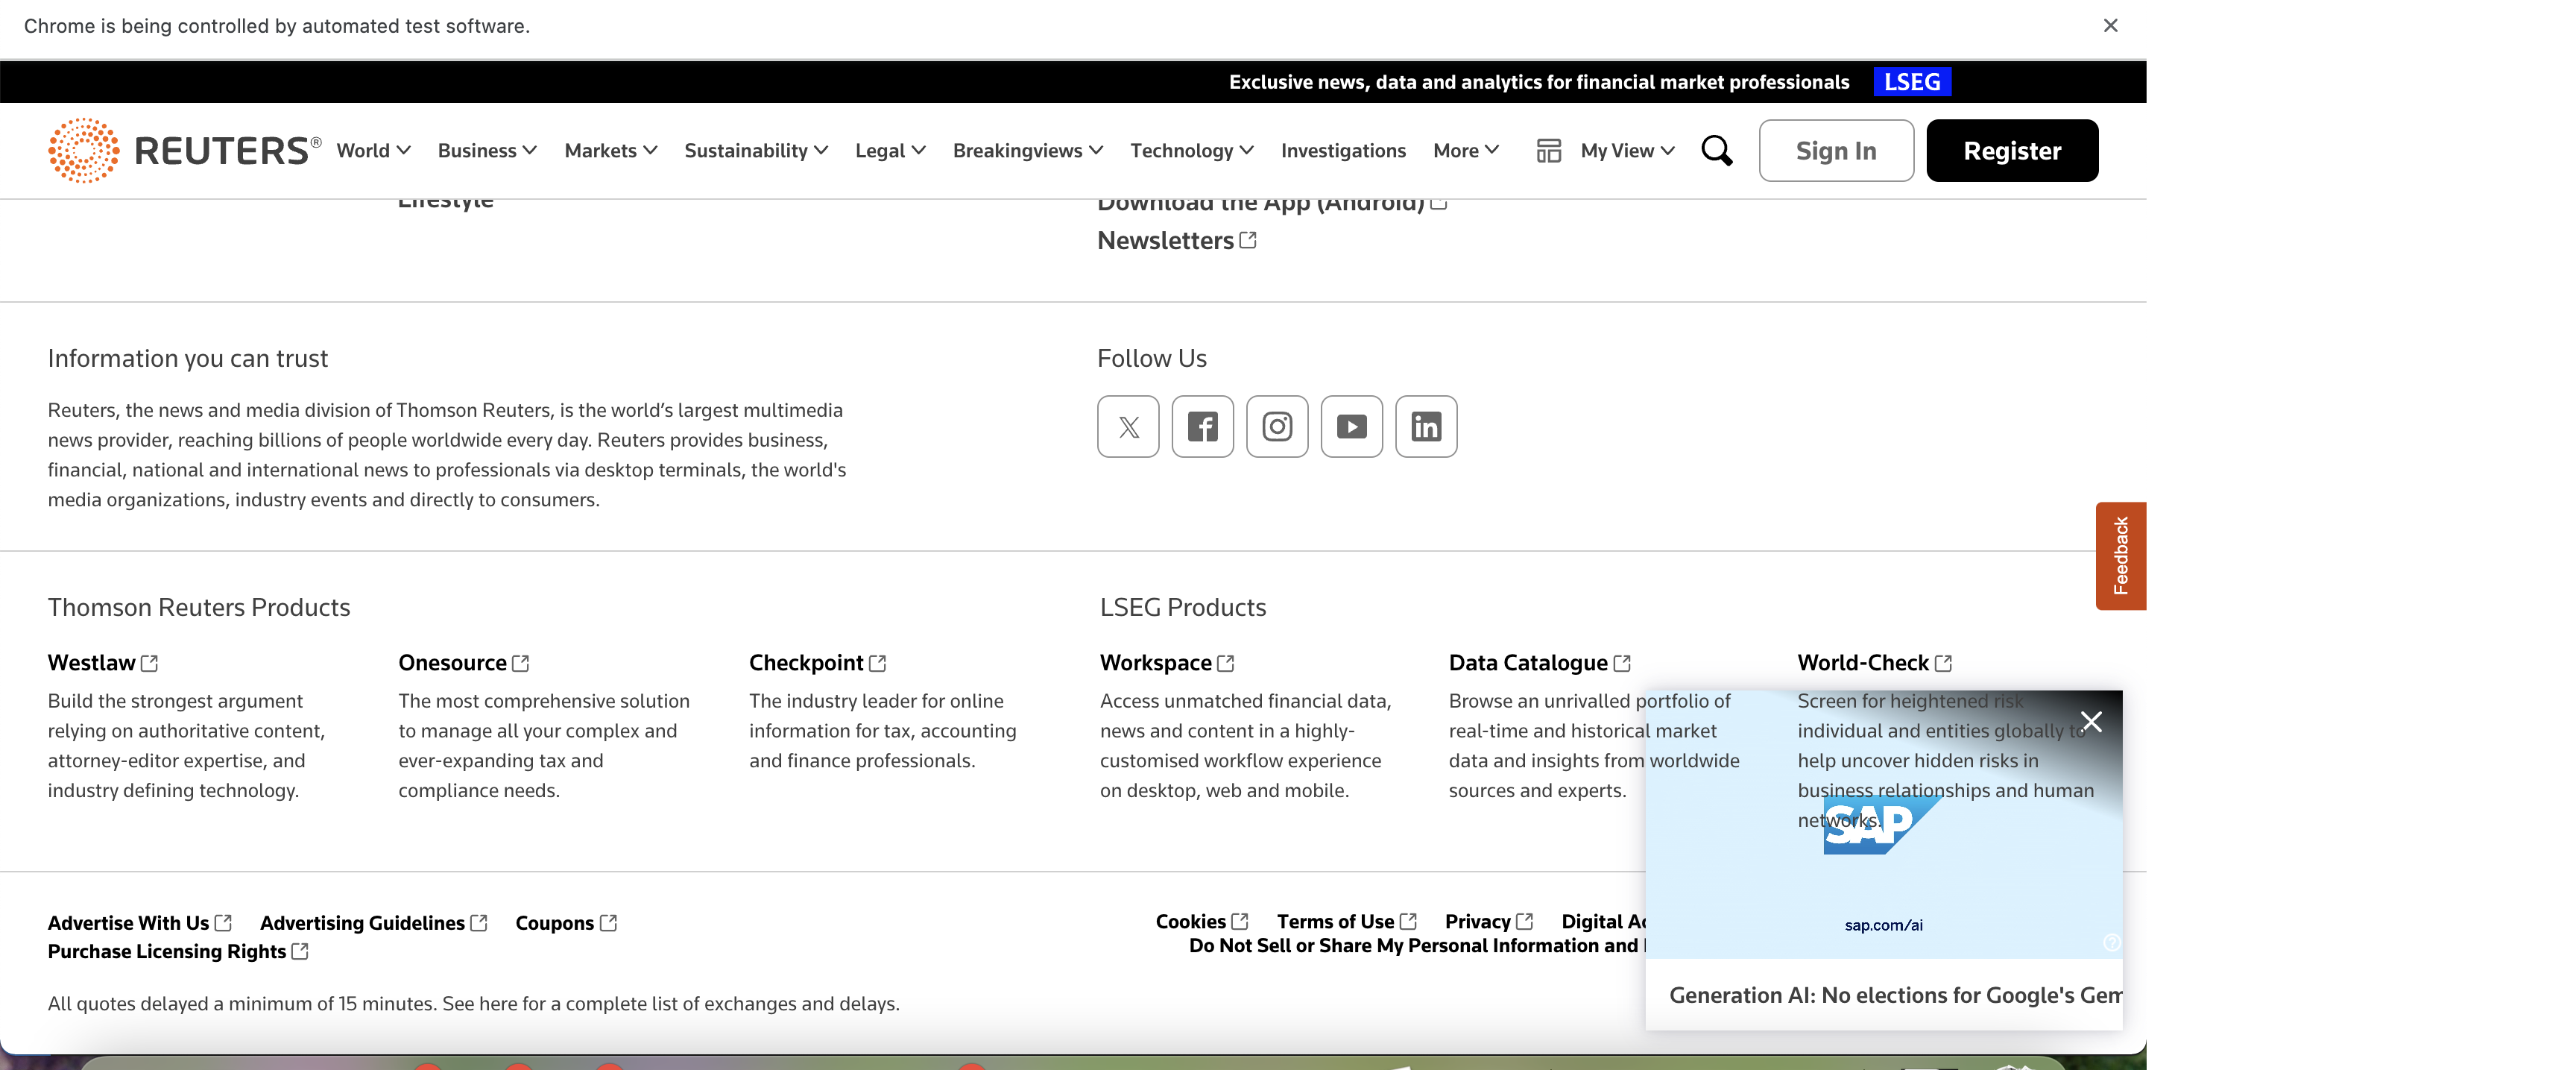 Chrome is being controlled by automated test software.
Exclusive news, data and analytics for financial market professionals LSEG
REUTERS® World Business Markets Sustainability Legal Breakingviews Technology Investigations More My View Sign In Register
Lifestyle
Download the App (Android)
Newsletters
Information you can trust
Reuters, the news and media division of Thomson Reuters, is the world’s largest multimedia
news provider, reaching billions of people worldwide every day. Reuters provides business,
financial, national and international news to professionals via desktop terminals, the world's
media organizations, industry events and directly to consumers.
Follow Us
Feedback
Thomson Reuters Products
Westlaw
Build the strongest argument
relying on authoritative content,
attorney-editor expertise, and
industry defining technology.
Onesource
The most comprehensive solution
to manage all your complex and
ever-expanding tax and
compliance needs.
Checkpoint
The industry leader for online
information for tax, accounting
and finance professionals.
LSEG Products
Workspace
Access unmatched financial data,
news and content in a highly-
customised workflow experience
on desktop, web and mobile.
Data Catalogue
Browse an unrivalled portfolio of
real-time and historical market
data and insights from worldwide
sources and experts.
World-Check
Screen for heightened risk
individual and entities globally to
help uncover hidden risks in
business relationships and human
networks.
SAP
sap.com/ai
Generation AI: No elections for Google's
Advertise With Us Advertising Guidelines Coupons
Purchase Licensing Rights
Cookies Terms of Use Privacy Digital
Do Not Sell or Share My Personal Information and
All quotes delayed a minimum of 15 minutes. See here for a complete list of exchanges and delays.